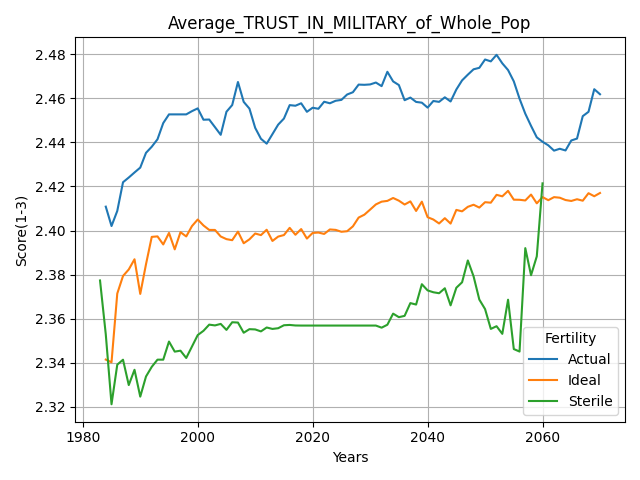 Average_TRUST_IN_MILITARY_of_Whole_Pop
2.48
2.46
2.44
2.42
2.40
2.38
2.36
2.34
2.32
Score(1-3)
1980
2000
2020
2040
2060
Years
Fertility
Actual
Ideal
Sterile